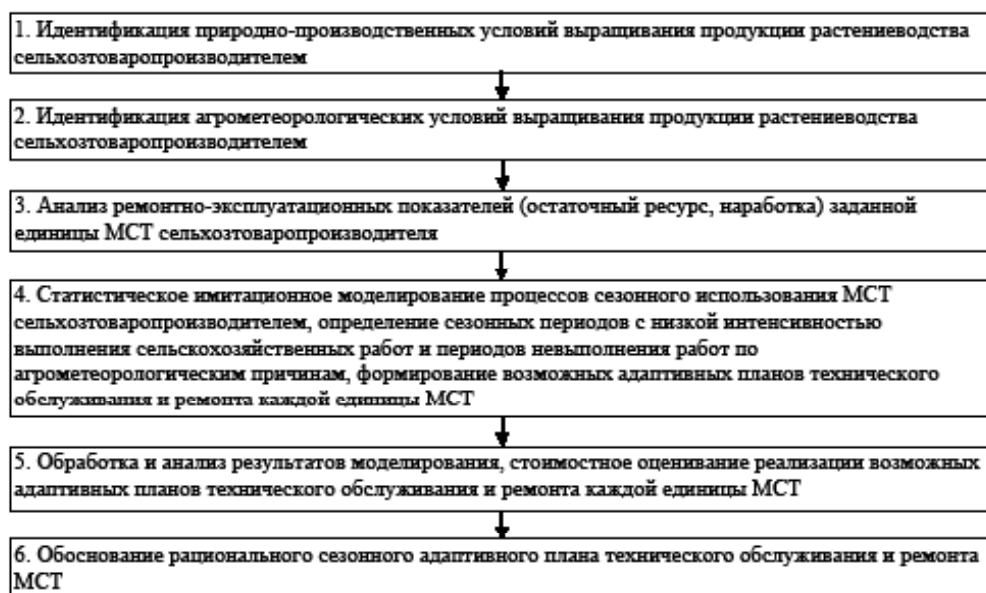 1. Идентификация природно-производственных условий выращивания продукции растениеводства
сельхозтоваропроизводителем
2. Идентификация агрометеорологических условий выращивания продукции растениеводства
сельхозтоваропроизводителем
3. Анализ ремонтно-эксплуатационных показателей (остаточный ресурс, наработка) заданной
единицы МСТ сельхозтоваропроизводителя
4. Статистическое имитационное моделирование процессов сезонного использования МСТ
сельхозтоваропроизводителем, определение сезонных периодов с низкой интенсивностью
выполнения сельскохозяйственных работ и периодов невыполнения работ по
агрометеорологическим причинам, формирование возможных адаптивных планов технического
обслуживания и ремонта каждой единицы МСТ
5. Обработка и анализ результатов моделирования, стоимостное оценивание реализации возможных
адаптивных планов технического обслуживания и ремонта каждой единицы МСТ
6. Обоснование рационального сезонного адаптивного плана технического обслуживания и ремонта
МСТ